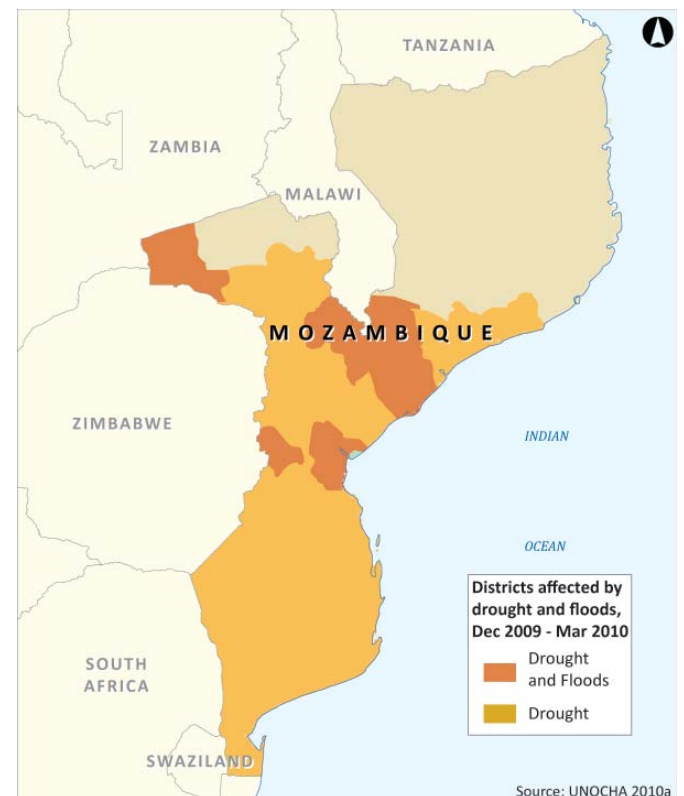 TANZANIA
ZAMBIA
MALAWI
MOZAMBIQUE
ZIMBABWE
INDIAN
OCEAN
Districts affected by
drought and floods,
Dec 2009 - Mar 2010
Drought
and Floods
Drought
SOUTH
AFRICA
SWAZILAND
Source: UNOCHA 2010a